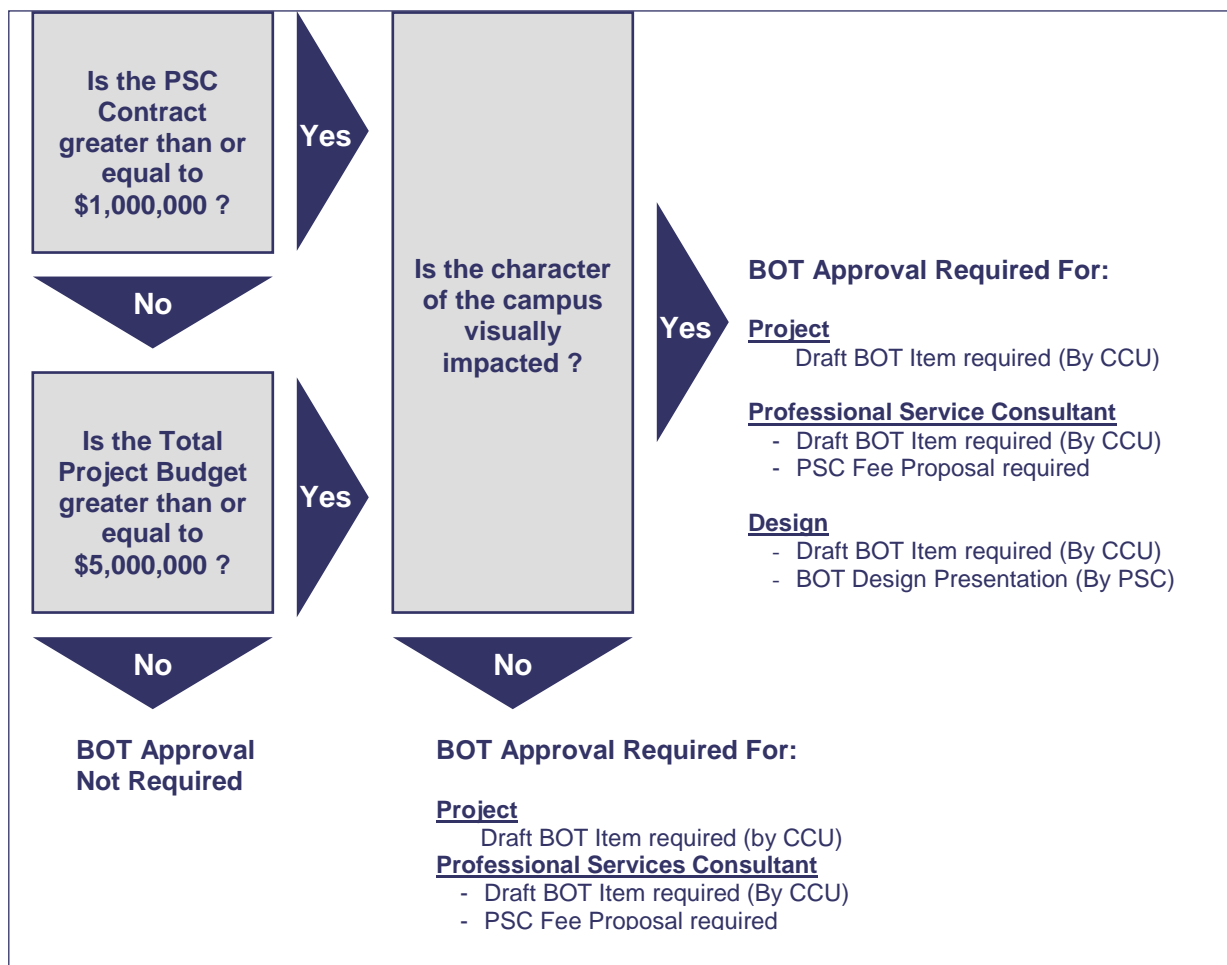 Is the PSC
Contract
greater than or
equal to
$1,000,000 ?
Yes
No
Is the Total
Project Budget
greater than or
equal to
$5,000,000 ?
Yes
No
BOT Approval
Not Required
Is the character
of the campus
visually
impacted ?
Yes
No
BOT Approval Required For:
Project
Draft BOT Item required (By CCU)
Professional Service Consultant
- Draft BOT Item required (By CCU)
- PSC Fee Proposal required
Design
- Draft BOT Item required (By CCU)
- BOT Design Presentation (By PSC)
BOT Approval Required For:
Project
Draft BOT Item required (by CCU)
Professional Services Consultant
- Draft BOT Item required (By CCU)
- PSC Fee Proposal required